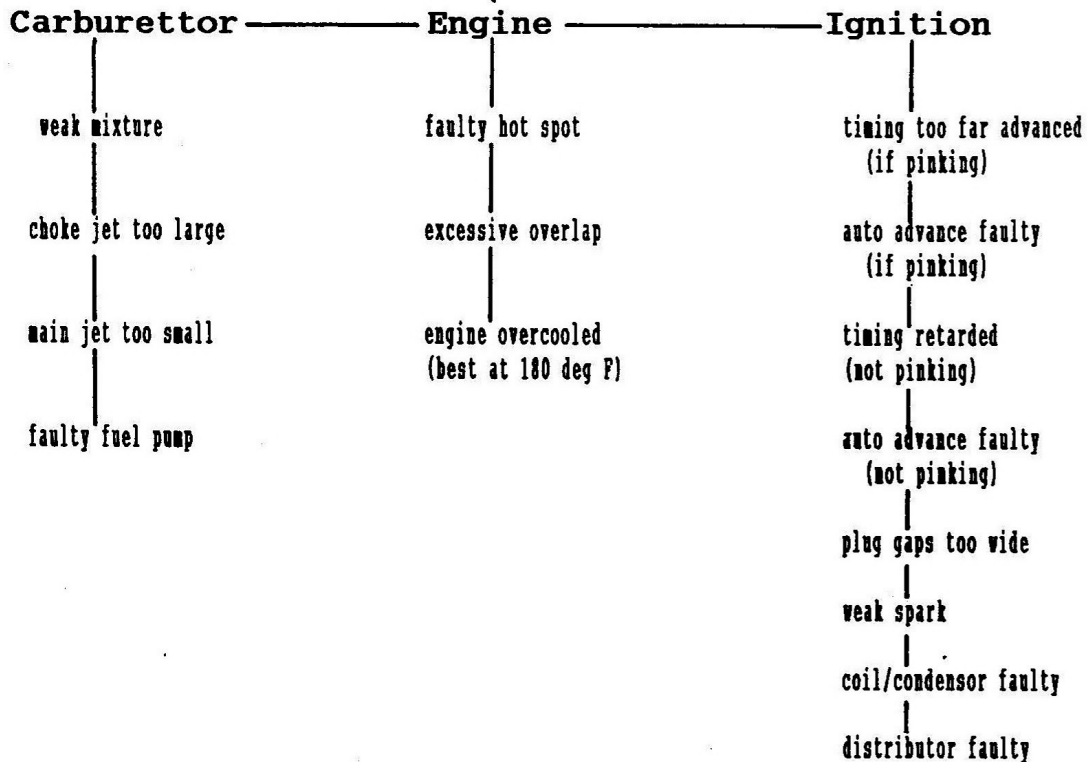 Carburettor Engine Ignition
weak mixture
choke jet too large
main jet too small
faulty fuel pump
faulty hot spot
excessive overlap
engine overcooled
(best at 180 deg F)
timing too far advanced
(if pinking)
auto advance faulty
(if pinking)
timing retarded
(not pinking)
auto advance faulty
(not pinking)
plug gaps too wide
weak spark
coil/condensor faulty
distributor faulty